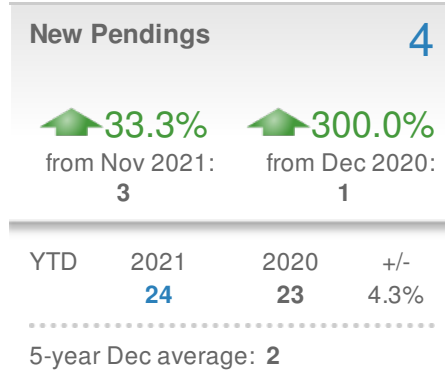 New Pendings 4
33.3% 300.0%
from Nov 2021: from Dec 2020:
3 1
YTD 2021 2020 +/-
24 23 4.3%
5-year Dec average: 2